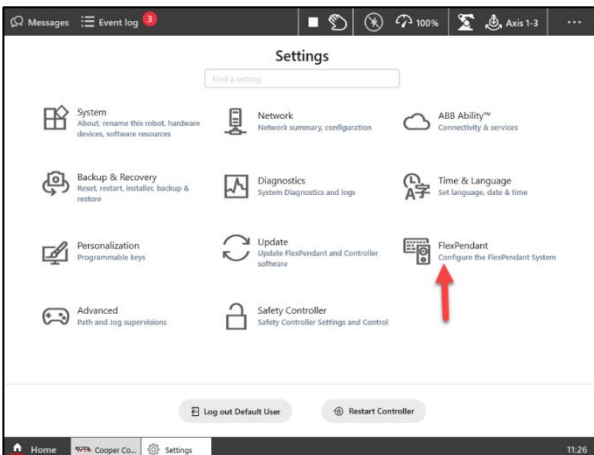 Messages Event log 3 100% Axis 1-3 ...
Settings
Find a setting
System
About, rename this robot, hardware
devices, software resources
Network
Network summary, configuration
ABB Ability™
Connectivity & services
Backup & Recovery
Reset, restart, installer, backup &
restore
Diagnostics
System Diagnostics and logs
Time & Language
Set language, date & time
Personalization
Programmable keys
Update
Update FlexPendant and Controller
software
FlexPendant
Configure the FlexPendant System
Advanced
Path and Jog supervisions
Safety Controller
Safety Controller Settings and Control
Log out Default User Restart Controller
Home Cooper Co... Settings 11:26